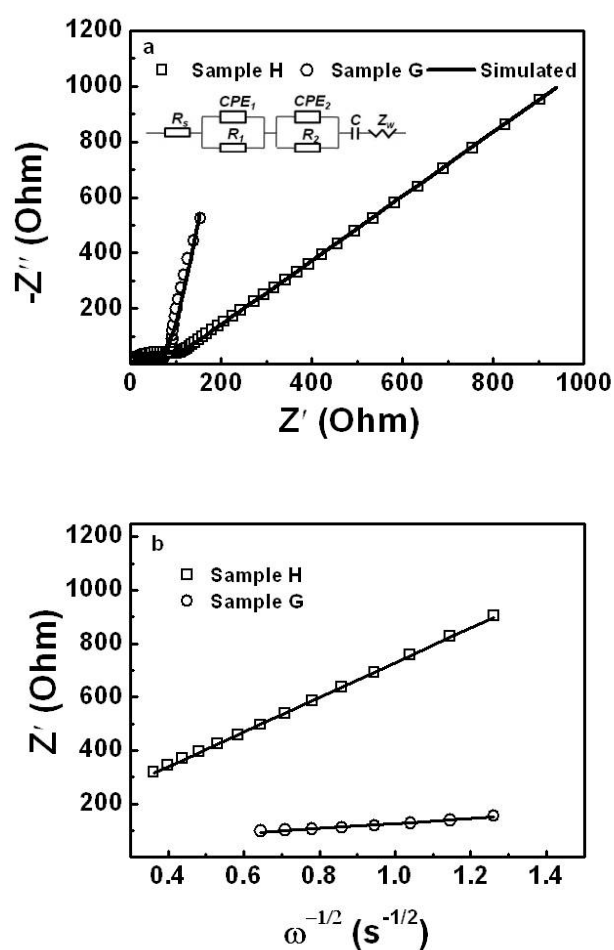 1200
a
Sample H Sample G Simulated
1000
CPE1 CPE2
Rs C Zw
R1 R2
800
600
400
200
0 200 400 600 800 1000
-Z″ (Ohm)
Z′ (Ohm)
1200
b
Sample H
Sample G
1000
800
600
400
200
0.4 0.6 0.8 1.0 1.2 1.4
Z′ (Ohm)
ω^-1/2 (s^-1/2)